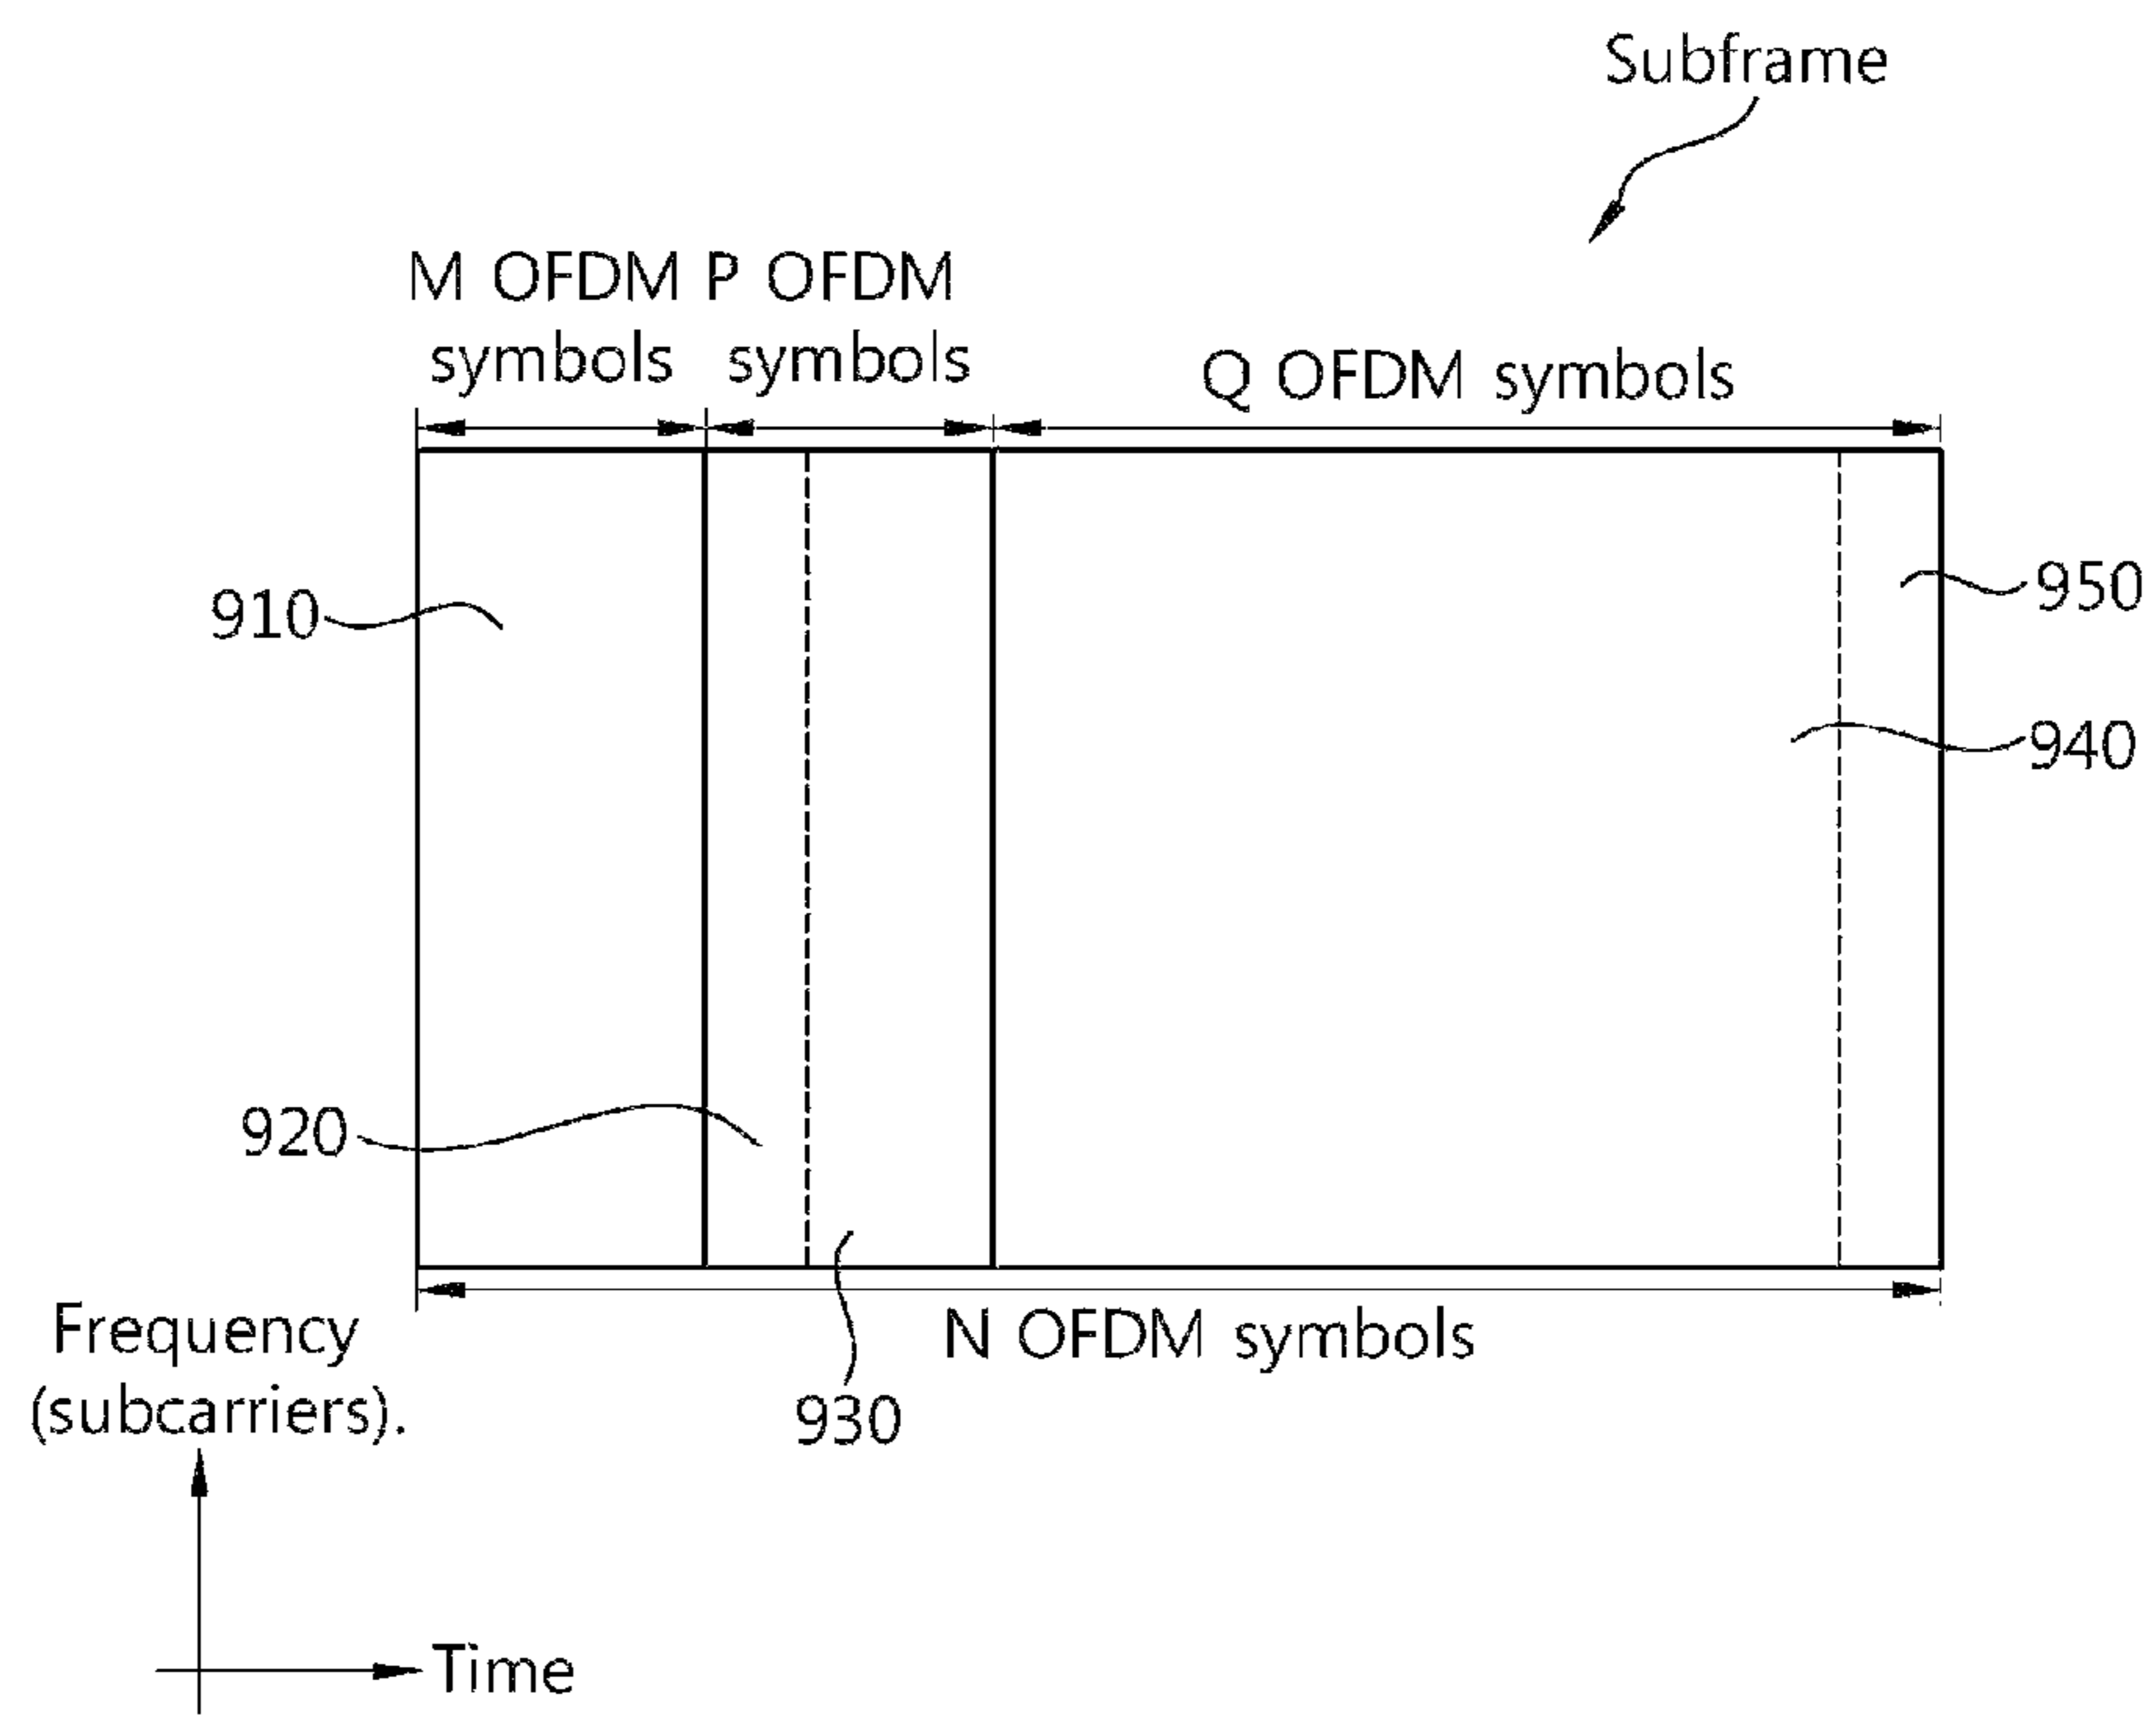 Subframe
M OFDM P OFDM
symbols symbols
Q OFDM symbols
910
950
940
920
N OFDM symbols
930
Frequency
(subcarriers).
Time